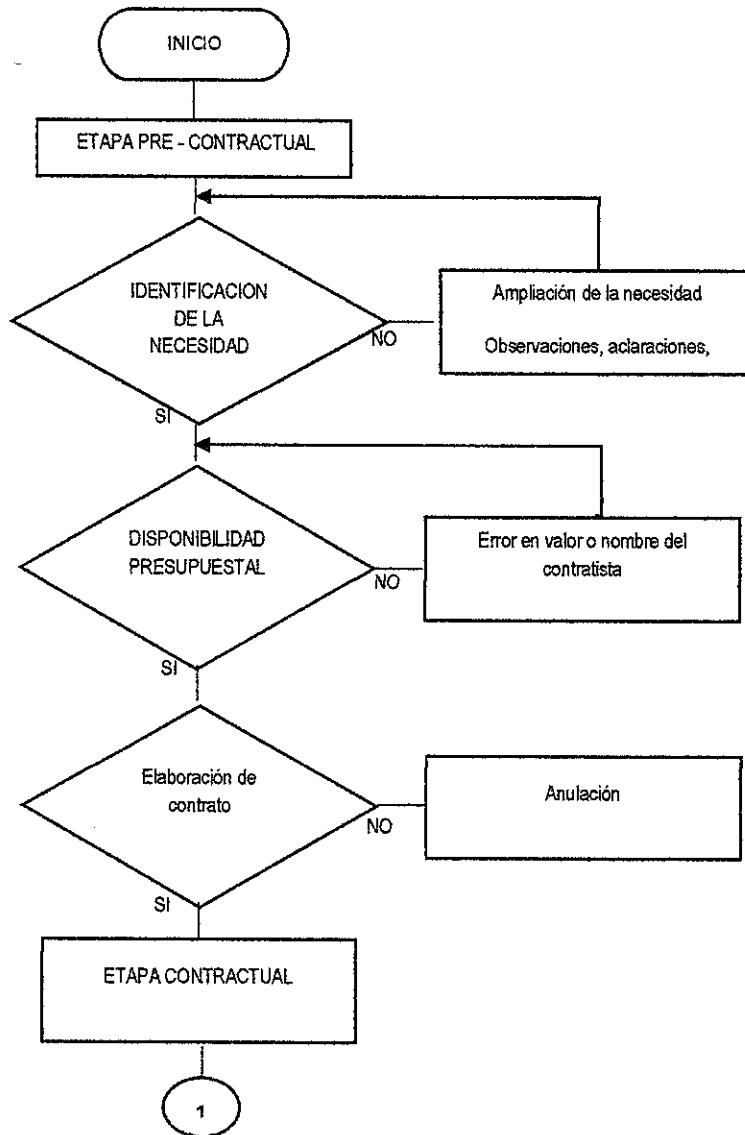 INICIO
ETAPA PRE - CONTRACTUAL
IDENTIFICACION
DE LA
NECESIDAD
NO
Ampliación de la necesidad
Observaciones, aclaraciones,
SI
DISPONIBILIDAD
PRESUPUESTAL
NO
Error en valor o nombre del
contratista
SI
Elaboración de
contrato
NO
Anulación
SI
ETAPA CONTRACTUAL
1